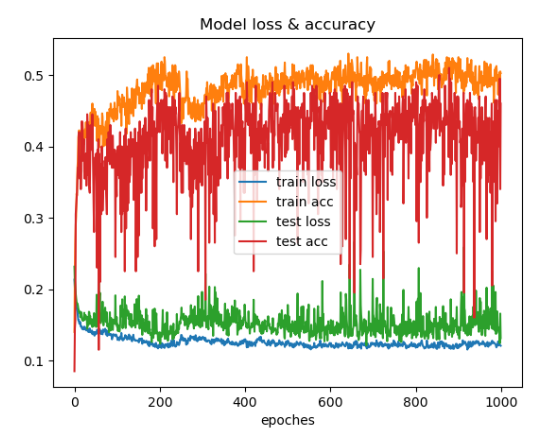 Model loss & accuracy
0.5
0.4
0.3
0.2
0.1
train loss
train acc
test loss
test acc
0 200 400 600 800 1000
epoches